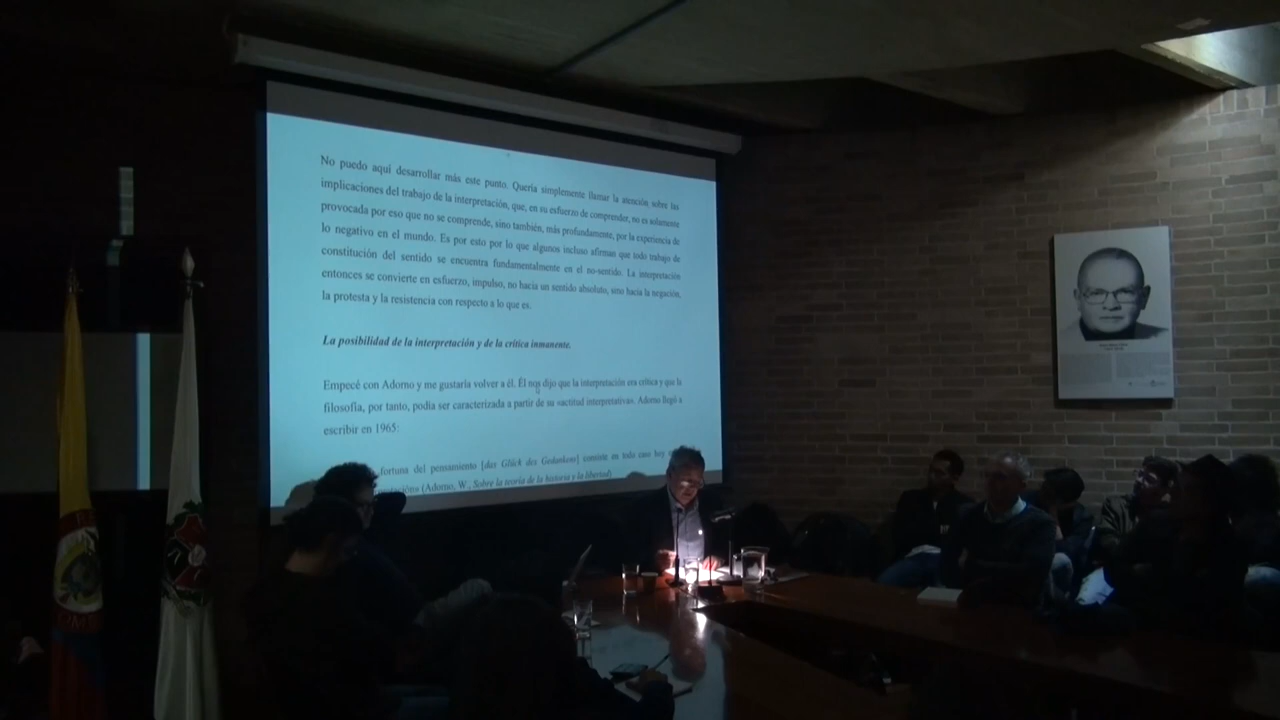 No puedo aquí desarrollar más este punto. Quería simplemente llamar la atención sobre las
implicaciones del trabajo de la interpretación, que, en su esfuerzo de comprender, no es solamente
provocada por eso que no se comprende, sino también, más profundamente, por la experiencia de
lo negativo en el mundo. Es por esto por lo que algunos incluso afirman que todo trabajo de
constitución del sentido se encuentra fundamentalmente en el no-sentido. La interpretación
entonces se convierte en esfuerzo, impulso, no hacia un sentido absoluto, sino hacia la negación,
la protesta y la resistencia con respecto a lo que es.
La posibilidad de la interpretación y de la crítica inmanente.
Empecé con Adorno y me gustaría volver a él. Él nos dijo que la interpretación era crítica y que la
filosofía, por tanto, podía ser caracterizada a partir de su «actitud interpretativa». Adorno llegó a
escribir en 1965:
fortuna del pensamiento [das Glück des Gedankens] consiste en todo caso hoy
(Adorno, W., Sobre la teoría de la historia y la libertad)